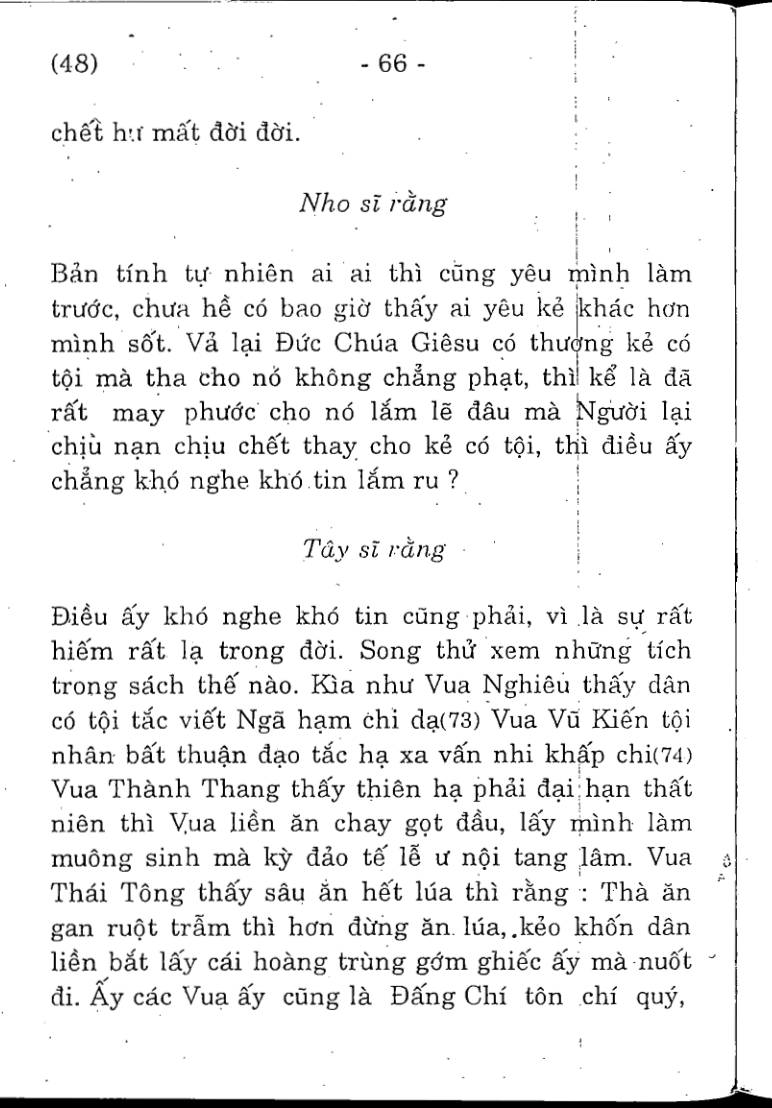 (48) - 66 -
chết hư mất đời đời.
Nho sĩ rằng
Bản tính tự nhiên ai ai thì cũng yêu mình làm
trước, chưa hề có bao giờ thấy ai yêu kẻ khác hơn
mình sốt. Vả lại Đức Chúa Giêsu có thương kẻ có
tội mà tha cho nó không chẳng phạt, thì kể là đã
rất may phước cho nó lắm lẽ đâu mà Người lại
chịu nạn chịu chết thay cho kẻ có tội, thì điều ấy
chẳng khó nghe khó tin lắm ru ?
Tây sĩ rằng
Điều ấy khó nghe khó tin cũng phải, vì là sự rất
hiếm rất lạ trong đời. Song thử xem những tích
trong sách thế nào. Kìa như Vua Nghiêu thấy dân
có tội tắc viết Ngã hạm chi dạ(73) Vua Vũ Kiến tội
nhân bất thuận đạo tắc hạ xa vấn nhi khấp chi(74)
Vua Thành Thang thấy thiên hạ phải đại hạn thất
niên thì Vua liền ăn chay gọt đầu, lấy mình làm
muông sinh mà kỳ đảo tế lễ ư nội tang lâm. Vua
Thái Tông thấy sâu ăn hết lúa thì rằng : Thà ăn
gan ruột trẫm thì hơn đừng ăn lúa, kẻo khốn dân
liền bắt lấy cái hoàng trùng gớm ghiếc ấy mà nuốt
đi. Ấy các Vua ấy cũng là Đấng Chí tôn chí quý,